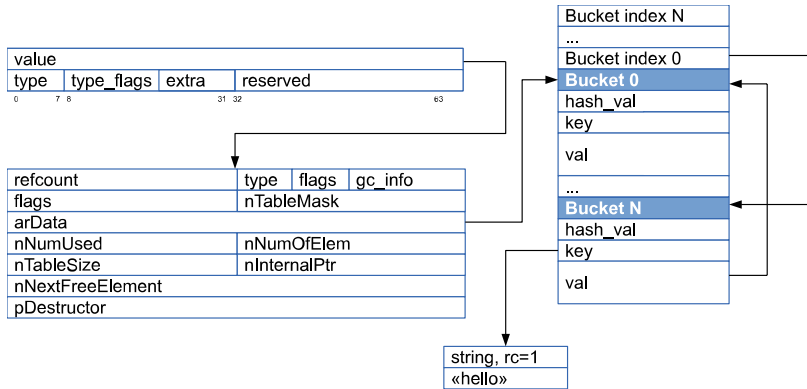 value
type type_flags extra reserved
0 7 8 31 32 63
refcount type flags gc_info
flags nTableMask
arData
nNumUsed nNumOfElem
nTableSize nInternalPtr
nNextFreeElement
pDestructor
Bucket index N
...
Bucket index 0
Bucket 0
hash_val
key
val
...
Bucket N
hash_val
key
val
string, rc=1
«hello»